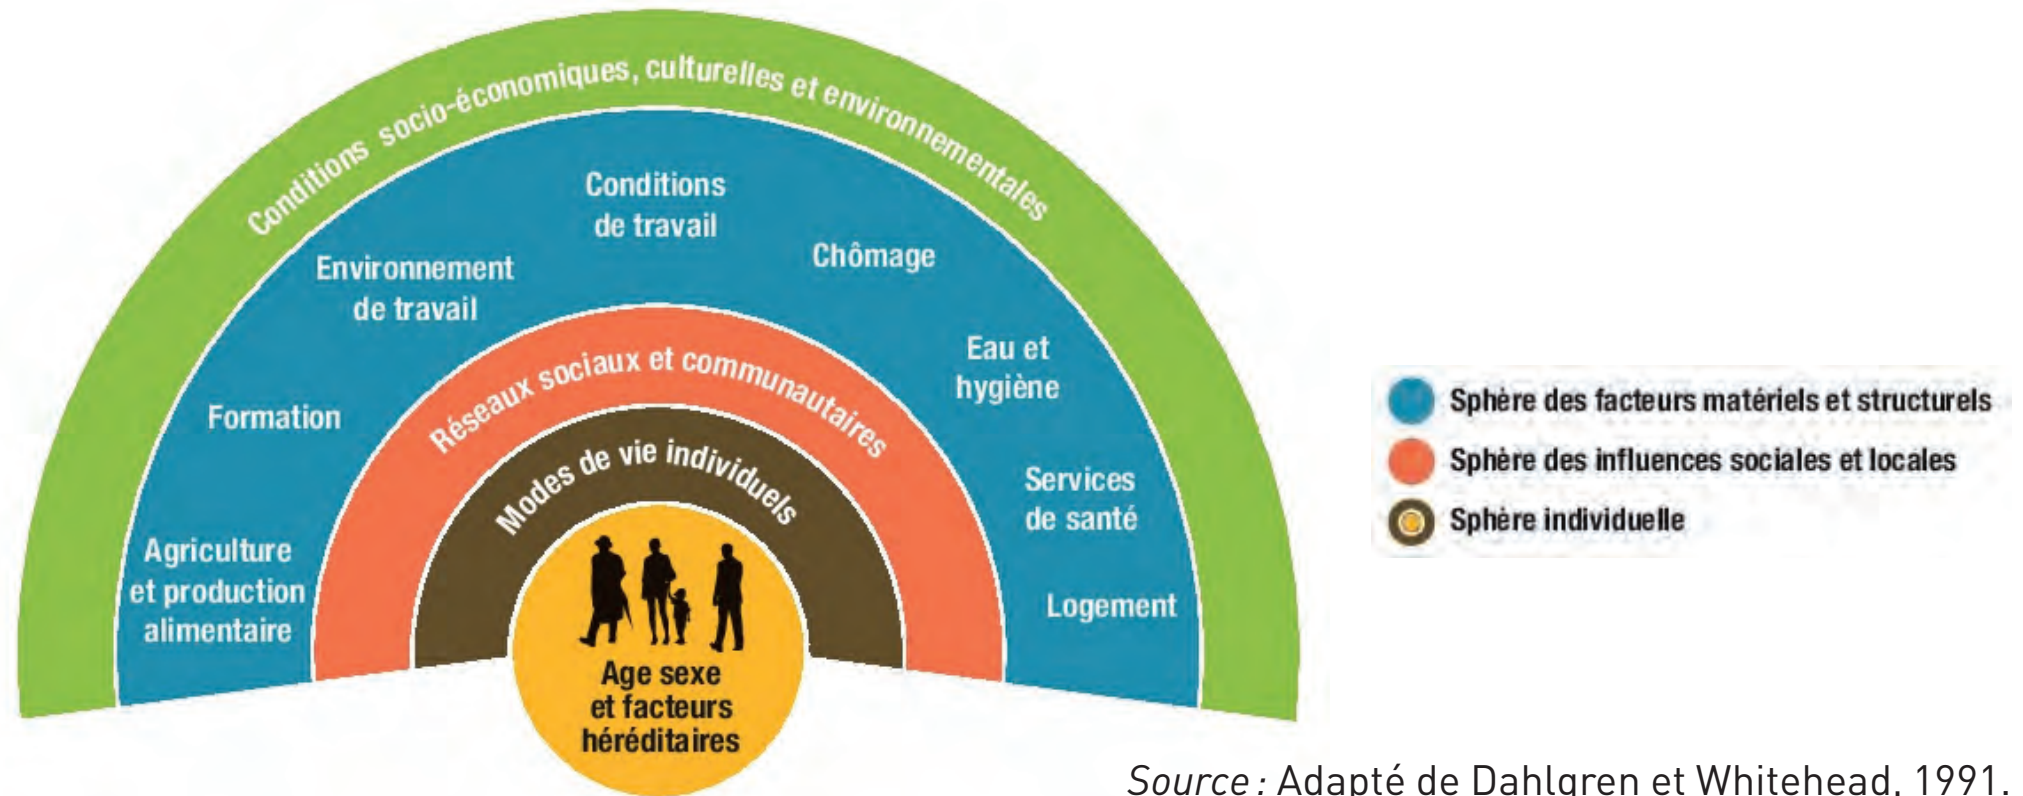 Conditions socio-économiques, culturelles et environnementales
Conditions
de travail
Environnement
de travail
Chômage
Formation
Eau et
hygiène
Agriculture
et production
alimentaire
Services
de santé
Logement
Réseaux sociaux et communautaires
Modes de vie individuels
Age sexe
et facteurs
héréditaires
Sphère des facteurs matériels et structurels
Sphère des influences sociales et locales
Sphère individuelle
Source : Adapté de Dahlgren et Whitehead, 1991.